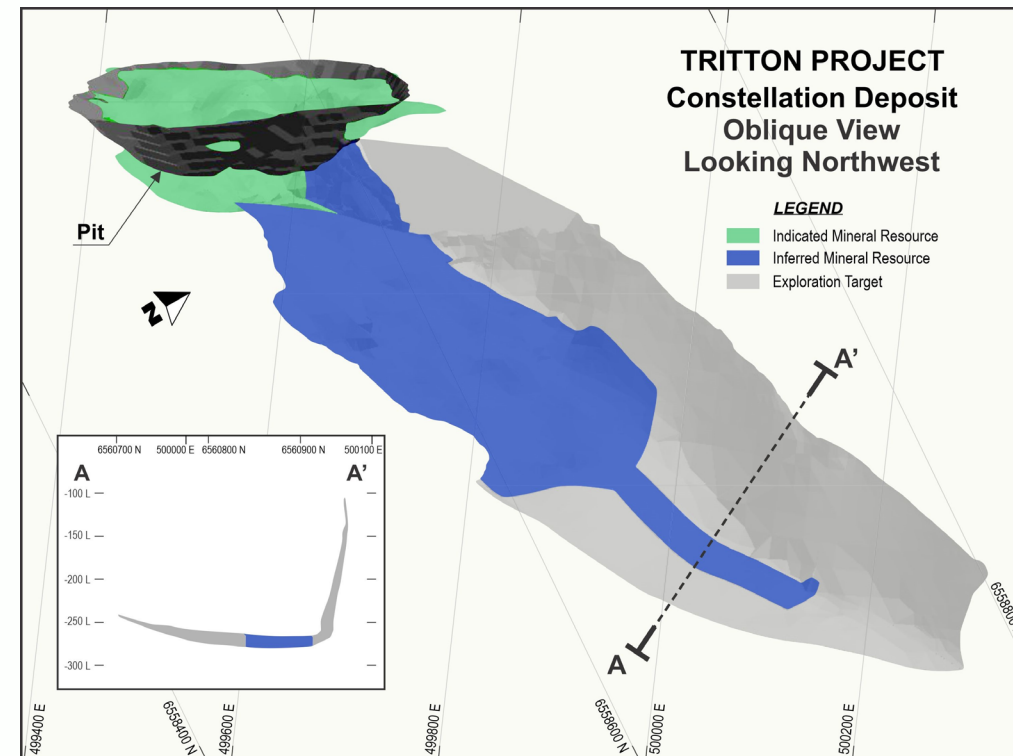 TRITTON PROJECT
Constellation Deposit
Oblique View
Looking Northwest
LEGEND
Indicated Mineral Resource
Inferred Mineral Resource
Exploration Target
Pit
N
A'
A
6560700 N 500000 E 6560800 N 6560900 N 500100 E
A A'
-100 L
-150 L
-200 L
-250 L
-300 L
499400 E
6558400 N
499600 E
499800 E
6558600 N
500000 E
500200 E
6558800